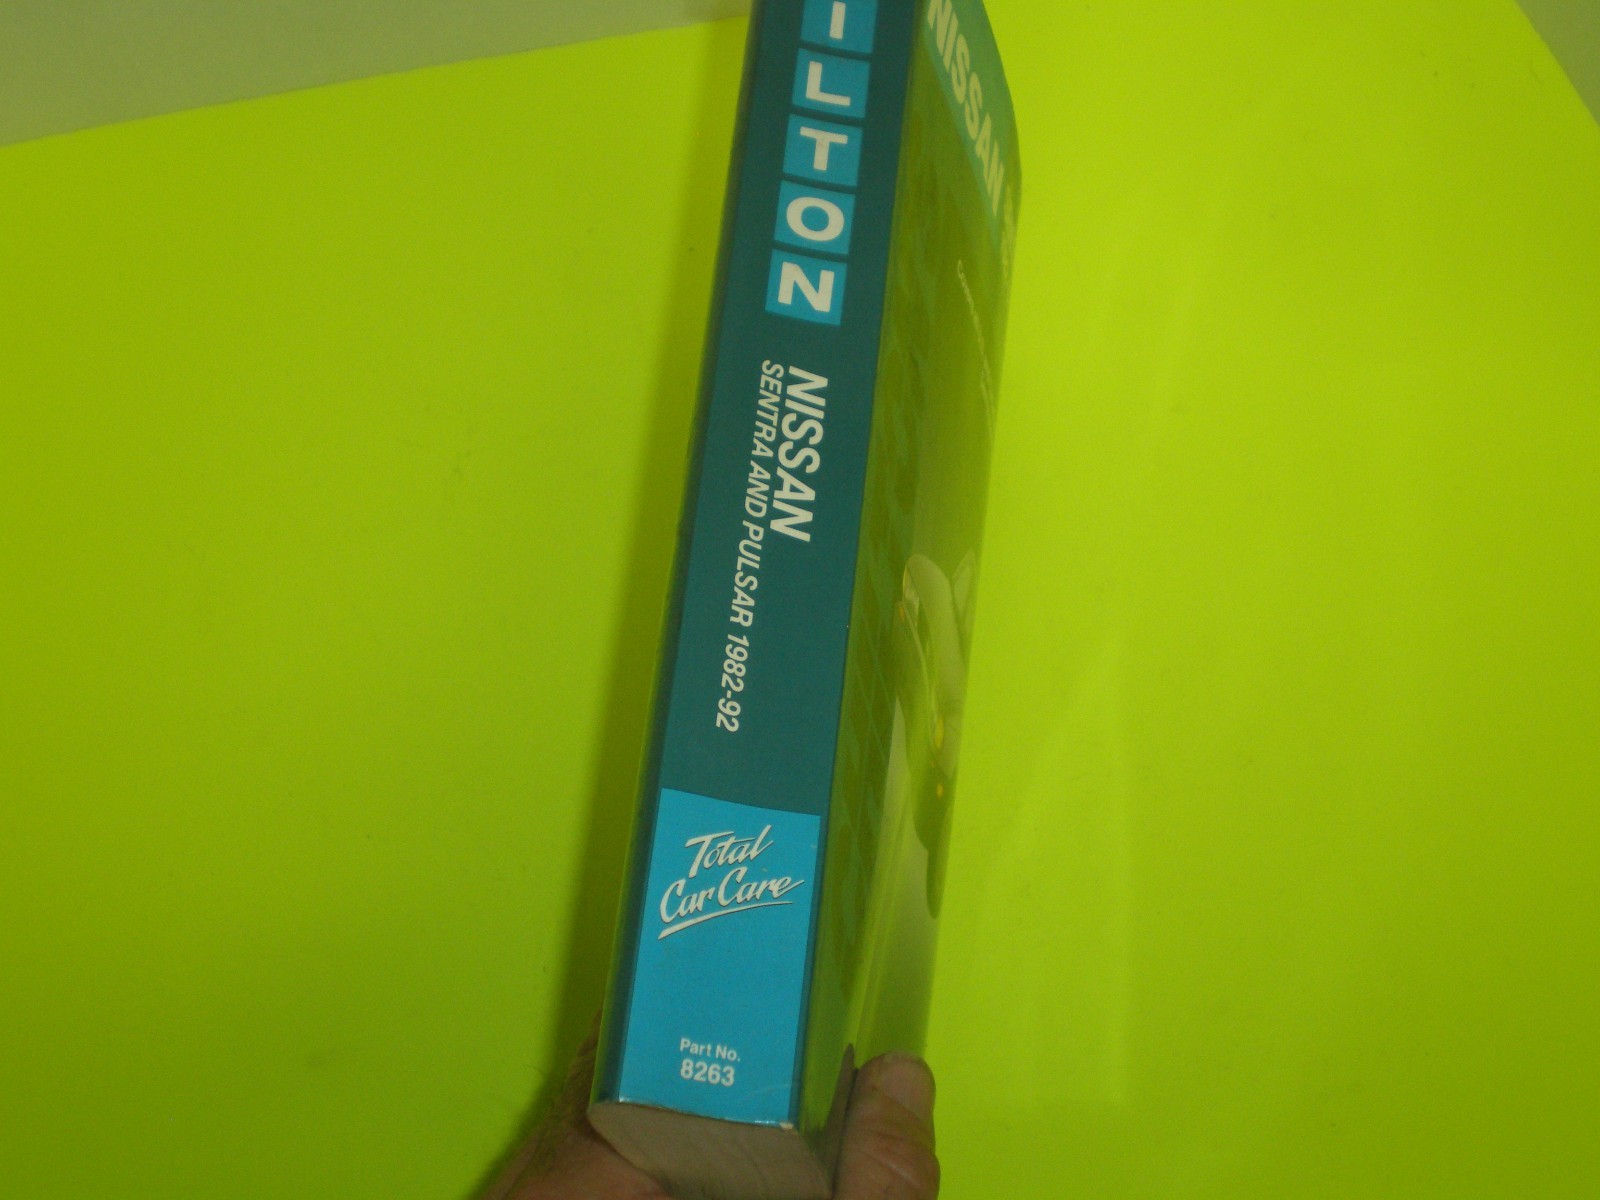 ILTON
NISSAN
SENTRA AND PULSAR 1982-92
Total
Car Care
Part No.
8263
NISSAN